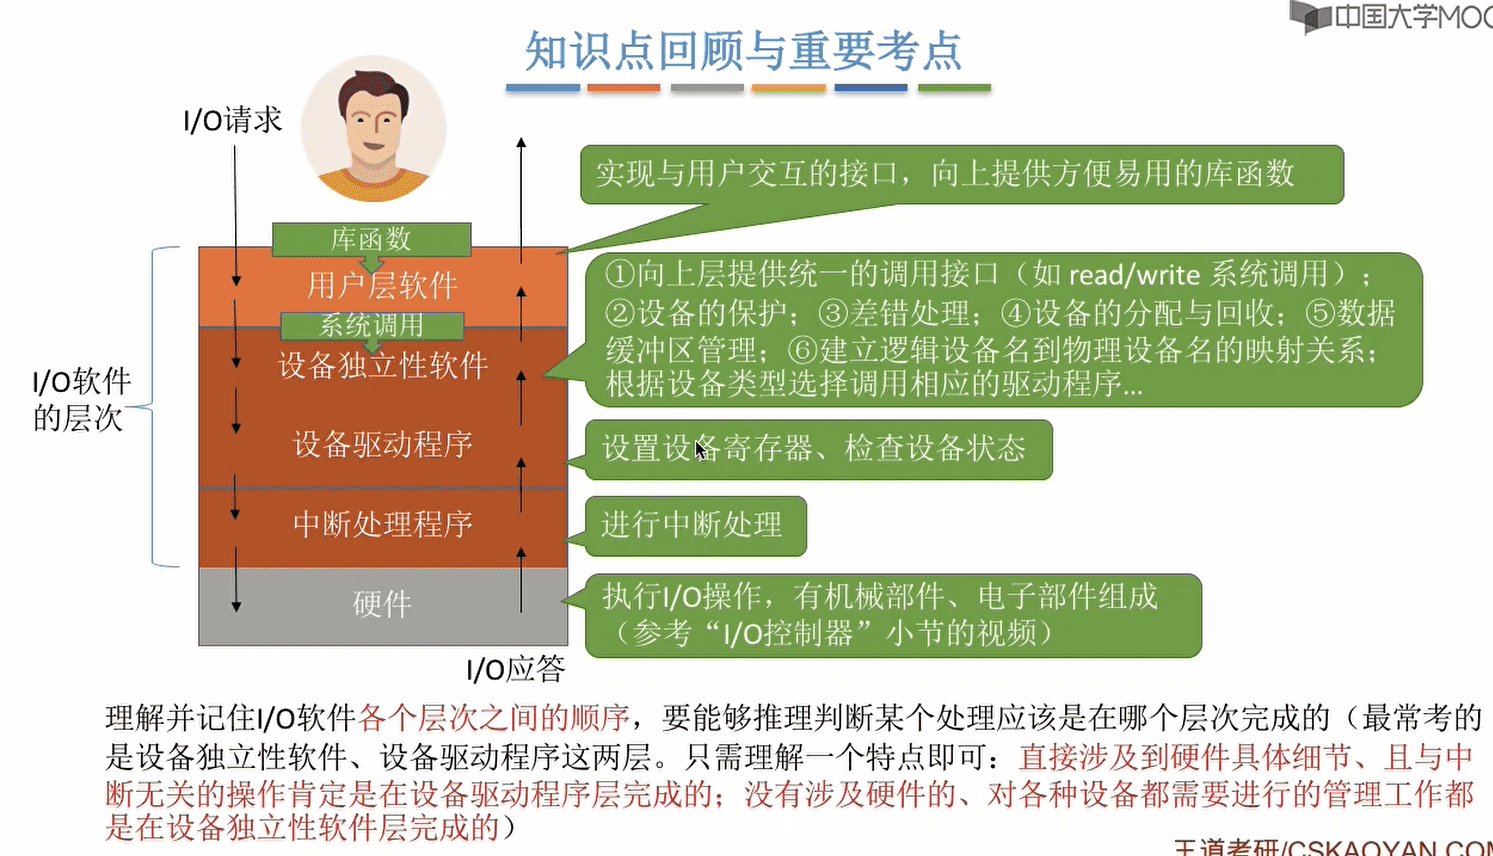 中国大学MOC
知识点回顾与重要考点
I/O请求
实现与用户交互的接口，向上提供方便易用的库函数
库函数
用户层软件
系统调用
设备独立性软件
①向上层提供统一的调用接口（如 read/write 系统调用）；
②设备的保护；③差错处理；④设备的分配与回收；⑤数据
缓冲区管理；⑥建立逻辑设备名到物理设备名的映射关系；
根据设备类型选择调用相应的驱动程序…
I/O软件
的层次
设备驱动程序
设置设备寄存器、检查设备状态
中断处理程序
进行中断处理
硬件
执行I/O操作，有机械部件、电子部件组成
（参考“I/O控制器”小节的视频）
I/O应答
理解并记住I/O软件各个层次之间的顺序，要能够推理判断某个处理应该是在哪个层次完成的（最常考的
是设备独立性软件、设备驱动程序这两层。只需理解一个特点即可：直接涉及到硬件具体细节、且与中
断无关的操作肯定是在设备驱动程序层完成的；没有涉及硬件的、对各种设备都需要进行的管理工作都
是在设备独立性软件层完成的）
王道考研/CSKAOYAN.COM